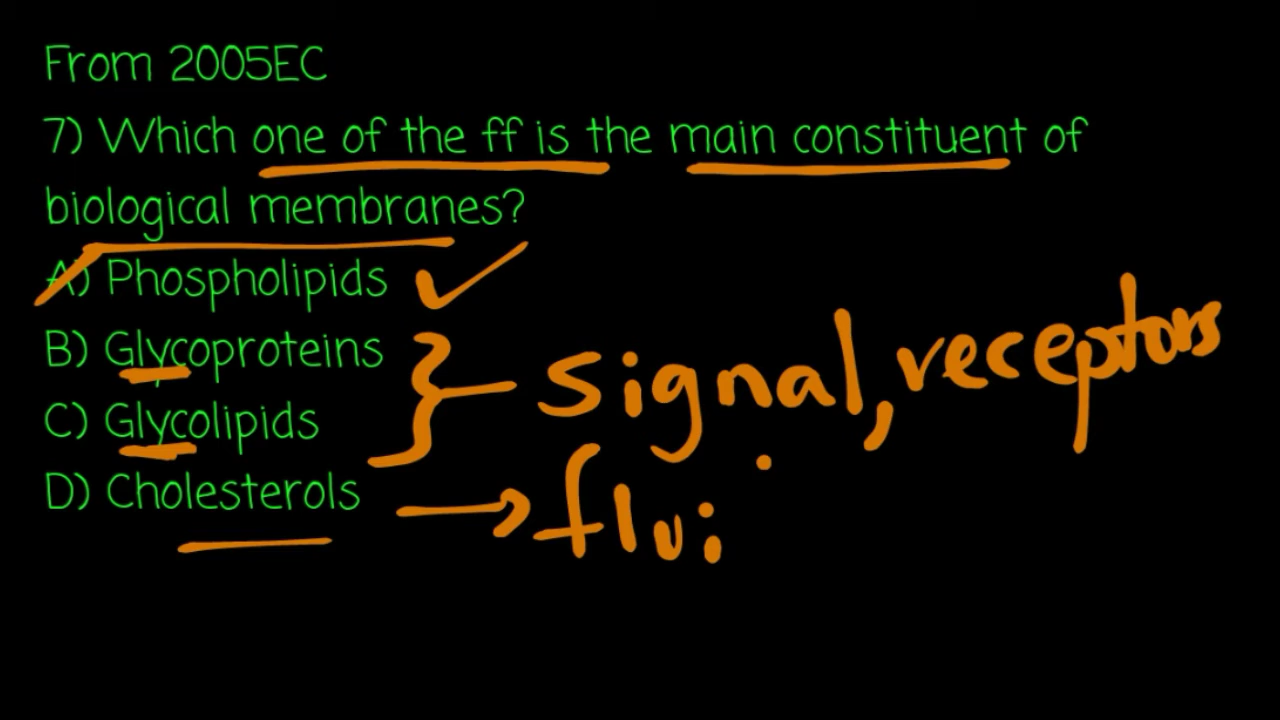 From 2005EC
7) Which one of the ff is the main constituent of
biological membranes?
A) Phospholipids
B) Glycoproteins
C) Glycolipids
D) Cholesterols
signal, receptors
flui